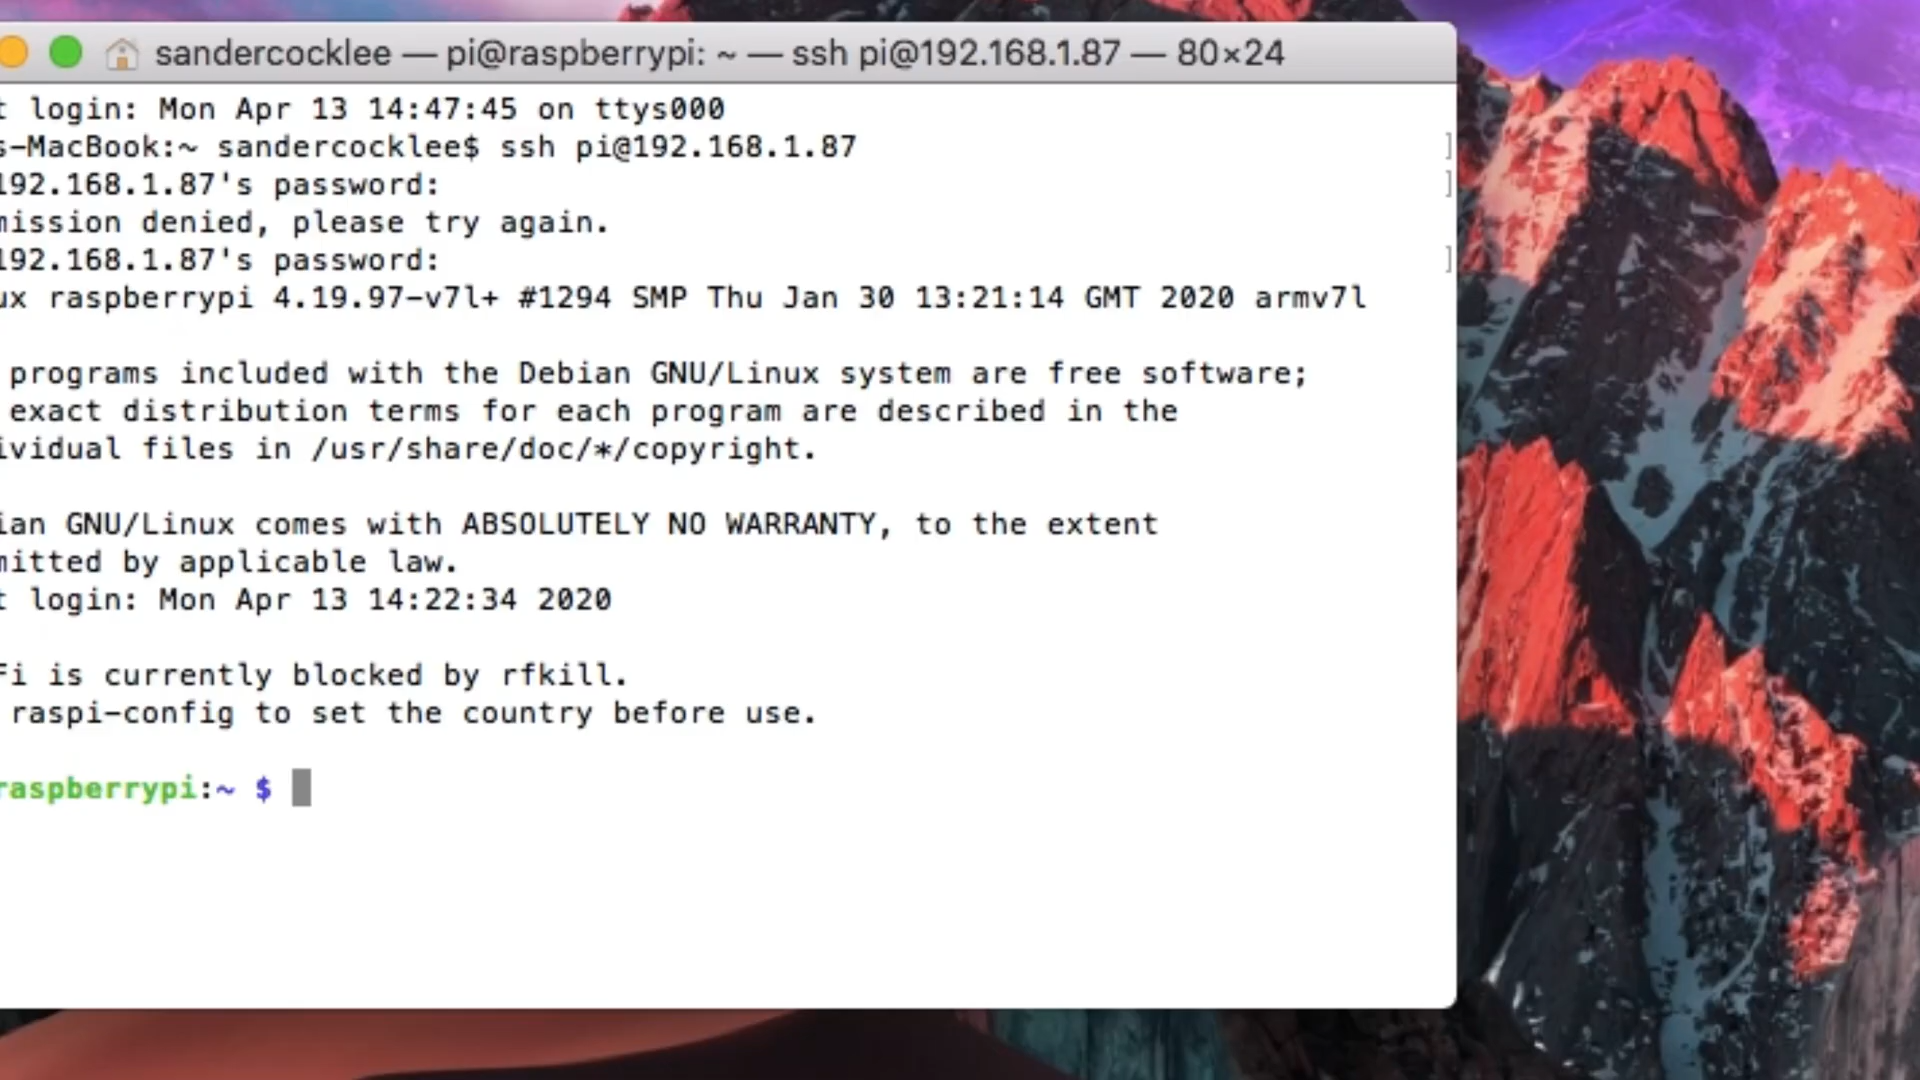 sandercocklee — pi@raspberrypi: ~ — ssh pi@192.168.1.87 — 80×24
t login: Mon Apr 13 14:47:45 on ttys000
s-MacBook:~ sandercocklee$ ssh pi@192.168.1.87
192.168.1.87's password:
mission denied, please try again.
192.168.1.87's password:
ux raspberrypi 4.19.97-v7l+ #1294 SMP Thu Jan 30 13:21:14 GMT 2020 armv7l
programs included with the Debian GNU/Linux system are free software;
exact distribution terms for each program are described in the
ividual files in /usr/share/doc/*/copyright.
ian GNU/Linux comes with ABSOLUTELY NO WARRANTY, to the extent
mitted by applicable law.
t login: Mon Apr 13 14:22:34 2020
Fi is currently blocked by rfkill.
raspi-config to set the country before use.
raspberrypi:~ $